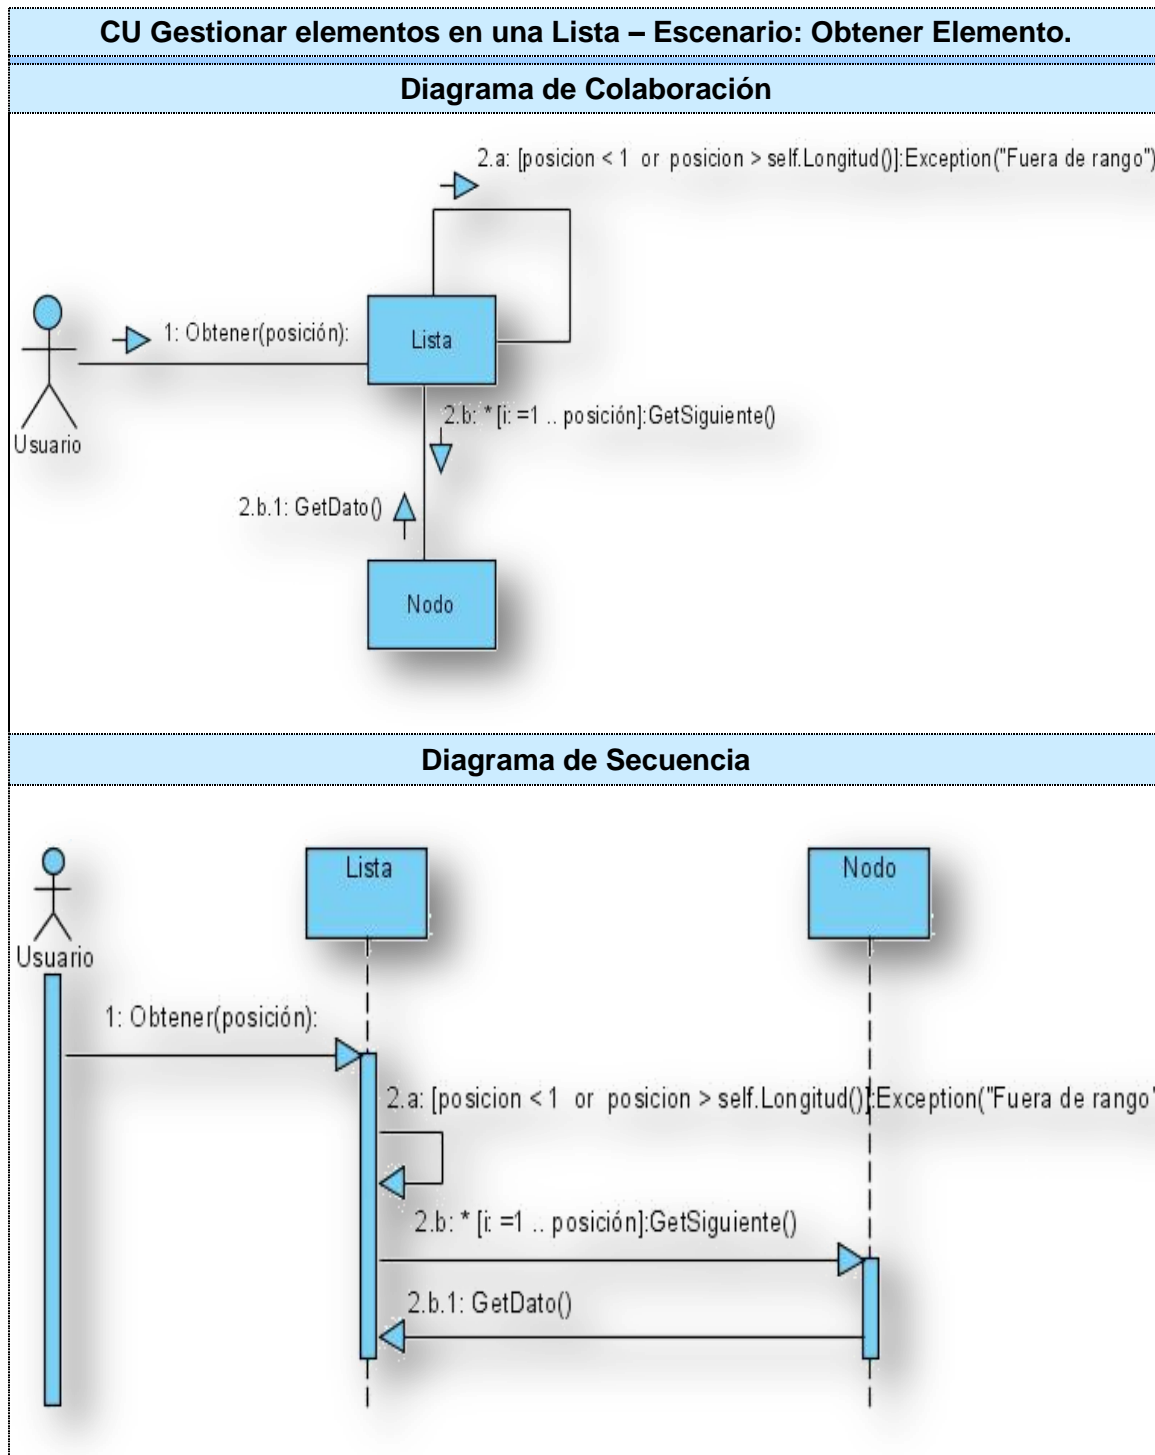 CU Gestionar elementos en una Lista – Escenario: Obtener Elemento.
Diagrama de Colaboración
2.a: [posicion < 1 or posicion > self.Longitud()]:Exception("Fuera de rango")
1: Obtener(posición):
Lista
Usuario
2.b: * [i: =1 .. posición]:GetSiguiente()
2.b.1: GetDato()
Nodo
Diagrama de Secuencia
Lista
Nodo
Usuario
1: Obtener(posición):
2.a: [posicion < 1 or posicion > self.Longitud()]:Exception("Fuera de rango"
2.b: * [i: =1 .. posición]:GetSiguiente()
2.b.1: GetDato()